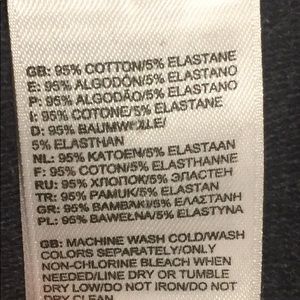 GB: 95% COTTON/5% ELASTANE
E: 95% ALGODÓN/5% ELASTANO
P: 95% ALGODÃO/5% ELASTANO
I: 95% COTONE/5% ELASTANE
D: 95% BAUMWOLLE/
5% ELASTHAN
NL: 95% KATOEN/5% ELASTAAN
F: 95% COTON/5% ELASTHANNE
RU: 95% ХЛОПОК/5% ЭЛАСТЕН
TR: 95% PAMUK/5% ELASTAN
GR: 95% ΒΑΜΒΑΚΙ/5% ΕΛΑΣΤΑΝΗ
PL: 95% BAWEŁNA/5% ELASTYNA
GB: MACHINE WASH COLD/WASH
COLORS SEPARATELY/ONLY
NON-CHLORINE BLEACH WHEN
NEEDED/LINE DRY OR TUMBLE
DRY LOW/DO NOT IRON/DO NOT
DRY CLEAN